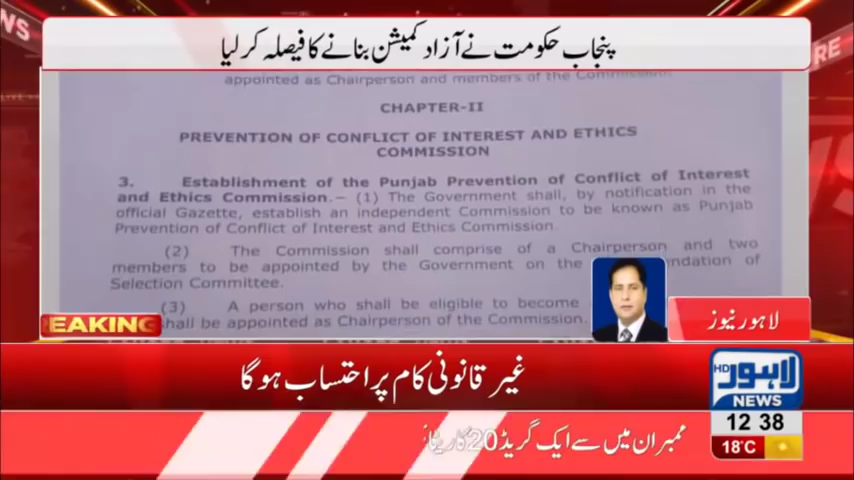 پنجاب حکومت نے آزاد کمیشن بنانے کا فیصلہ کر لیا
appointed as Chairperson and members of the Commission.
CHAPTER-II
PREVENTION OF CONFLICT OF INTEREST AND ETHICS
COMMISSION
3. Establishment of the Punjab Prevention of Conflict of Interest
and Ethics Commission.– (1) The Government shall, by notification in the
official Gazette, establish an independent Commission to be known as Punjab
Prevention of Conflict of Interest and Ethics Commission.
(2) The Commission shall comprise of a Chairperson and two
members to be appointed by the Government on the
Selection Committee.
(3) A person who shall be eligible to become
shall be appointed as Chairperson of the Commission.
EAKING
لاہور نیوز
غیر قانونی کام پر احتساب ہوگا
HD لاہور
NEWS
12 38
18°C
ممبران میں سے ایک گریڈ 20 کا